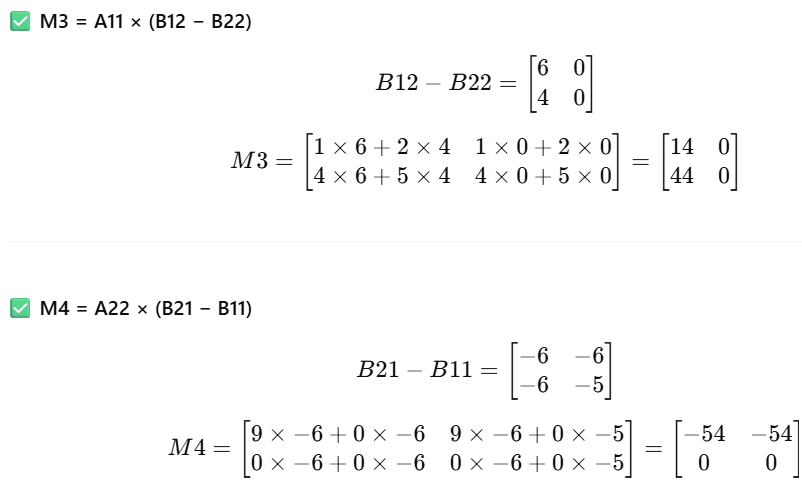 ✅ M3 = A11 × (B12 − B22)
B12 − B22 = [6 0
4 0]
M3 = [1 × 6 + 2 × 4 1 × 0 + 2 × 0
4 × 6 + 5 × 4 4 × 0 + 5 × 0] = [14 0
44 0]
✅ M4 = A22 × (B21 − B11)
B21 − B11 = [−6 −6
−6 −5]
M4 = [9 × −6 + 0 × −6 9 × −6 + 0 × −5
0 × −6 + 0 × −6 0 × −6 + 0 × −5] = [−54 −54
0 0]